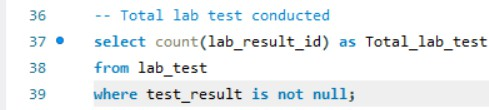 36 -- Total lab test conducted
37 select count(lab_result_id) as Total_lab_test
38 from lab_test
39 where test_result is not null;